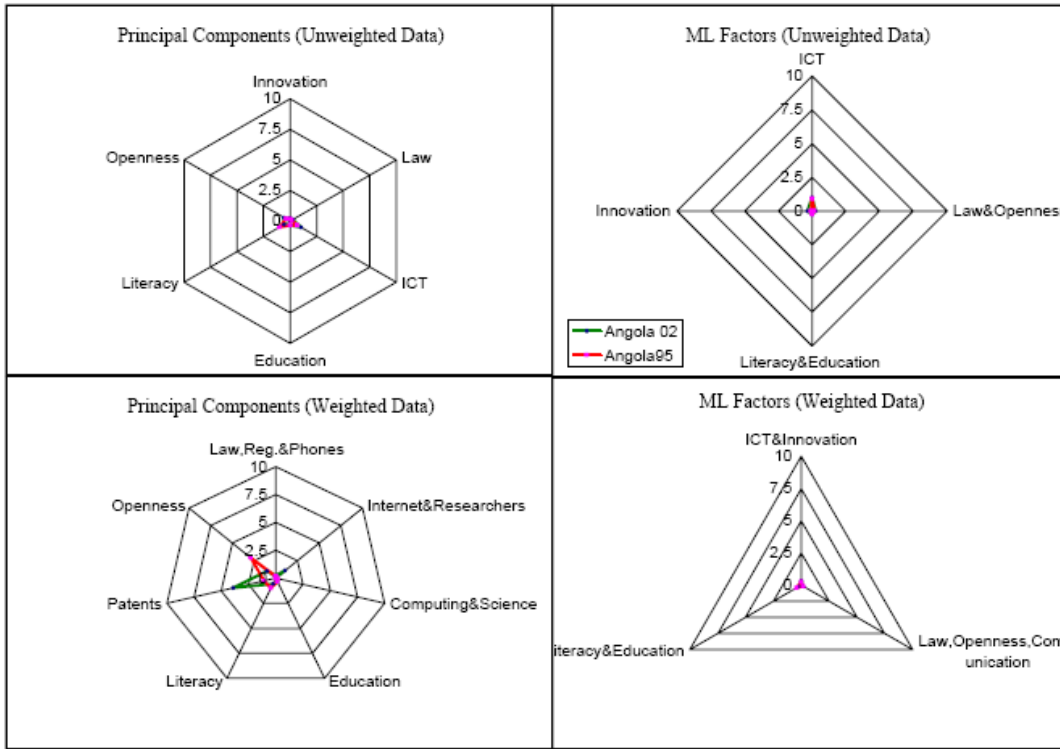 Principal Components (Unweighted Data)
Innovation
10
7.5
5
2.5
0
Openness
Law
Literacy
ICT
Education
ML Factors (Unweighted Data)
ICT
10
7.5
5
2.5
0
Innovation
Law&Opennes
Literacy&Education
Angola 02
Angola95
Principal Components (Weighted Data)
Law,Reg.&Phones
10
7.5
5
2.5
0
Openness
Internet&Researchers
Patents
Computing&Science
Literacy
Education
ML Factors (Weighted Data)
ICT&Innovation
10
7.5
5
2.5
0
iteracy&Education
Law,Openness,Com
unication